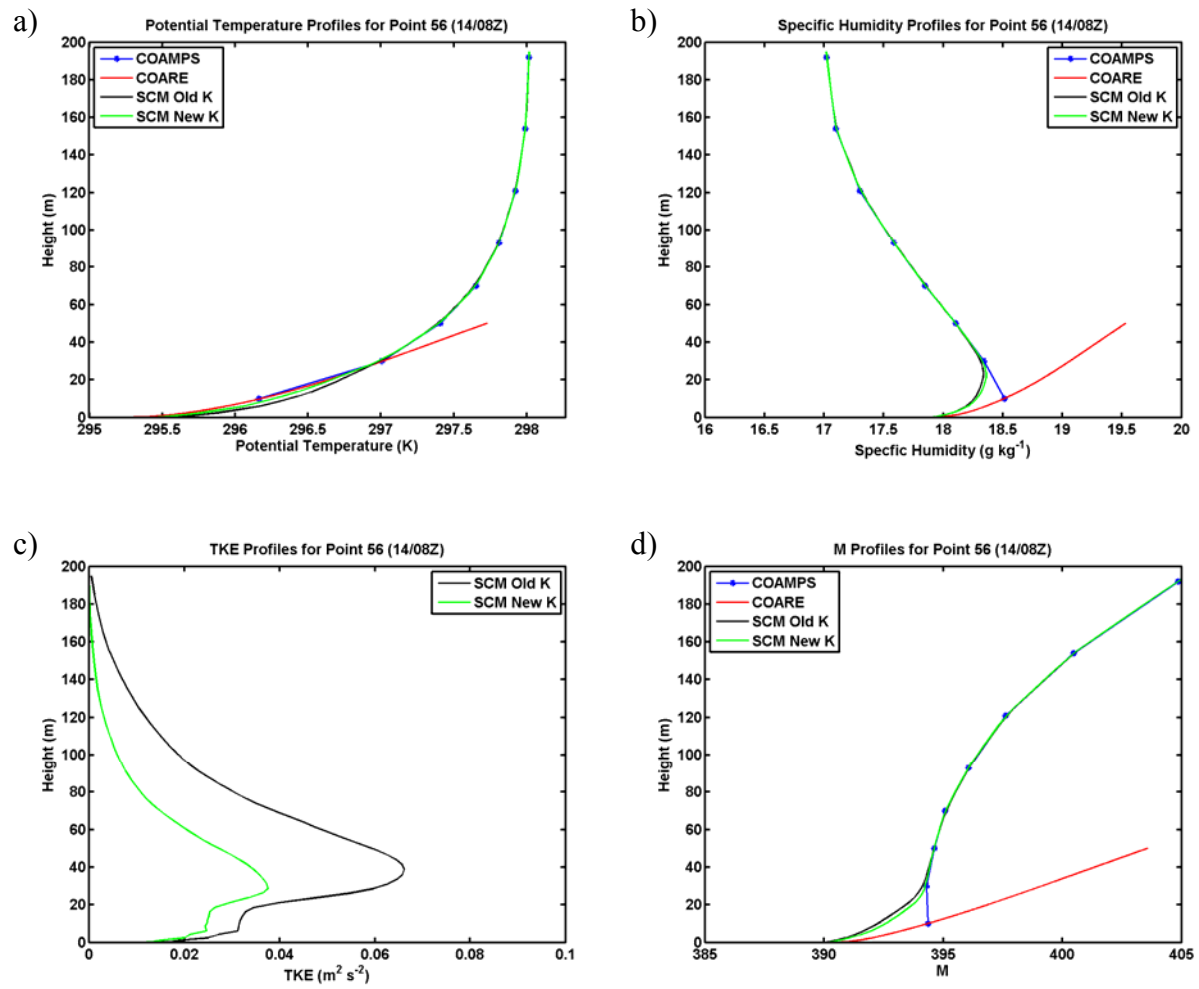 a)
Potential Temperature Profiles for Point 56 (14/08Z)
COAMPS
COARE
SCM Old K
SCM New K
200
180
160
140
120
100
80
60
40
20
0
Height (m)
295
295.5
296
296.5
297
297.5
298
Potential Temperature (K)
b)
Specific Humidity Profiles for Point 56 (14/08Z)
COAMPS
COARE
SCM Old K
SCM New K
200
180
160
140
120
100
80
60
40
20
0
Height (m)
16
16.5
17
17.5
18
18.5
19
19.5
20
Specfic Humidity (g kg⁻¹)
c)
TKE Profiles for Point 56 (14/08Z)
SCM Old K
SCM New K
200
180
160
140
120
100
80
60
40
20
0
Height (m)
0
0.02
0.04
0.06
0.08
0.1
TKE (m² s⁻²)
d)
M Profiles for Point 56 (14/08Z)
COAMPS
COARE
SCM Old K
SCM New K
200
180
160
140
120
100
80
60
40
20
0
Height (m)
385
390
395
400
405
M